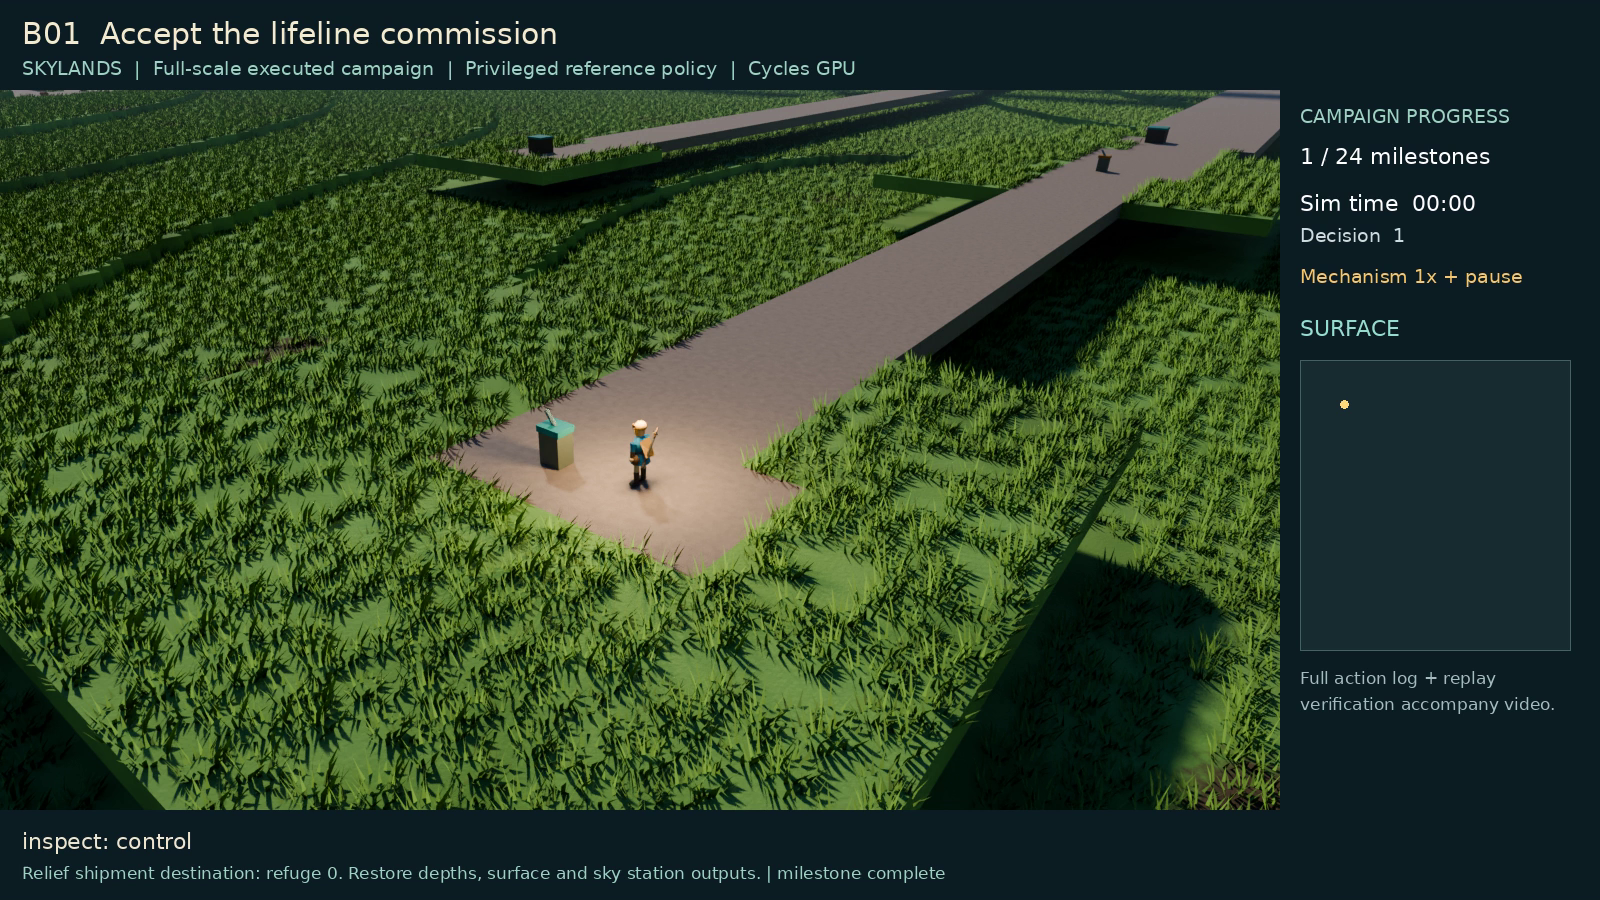 B01  Accept the lifeline commission
SKYLANDS  |  Full-scale executed campaign  |  Privileged reference policy  |  Cycles GPU
CAMPAIGN PROGRESS
1 / 24 milestones
Sim time  00:00
Decision  1
Mechanism 1x + pause
SURFACE
Full action log + replay
verification accompany video.
inspect: control
Relief shipment destination: refuge 0. Restore depths, surface and sky station outputs. | milestone complete